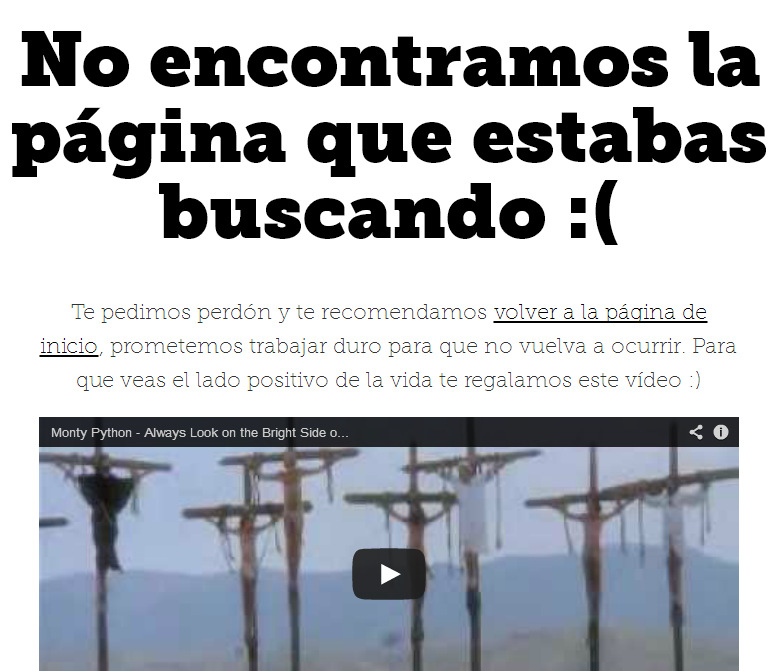 No encontramos la
página que estabas
buscando :(
Te pedimos perdón y te recomendamos volver a la página de
inicio, prometemos trabajar duro para que no vuelva a ocurrir. Para
que veas el lado positivo de la vida te regalamos este vídeo :)
Monty Python - Always Look on the Bright Side o...